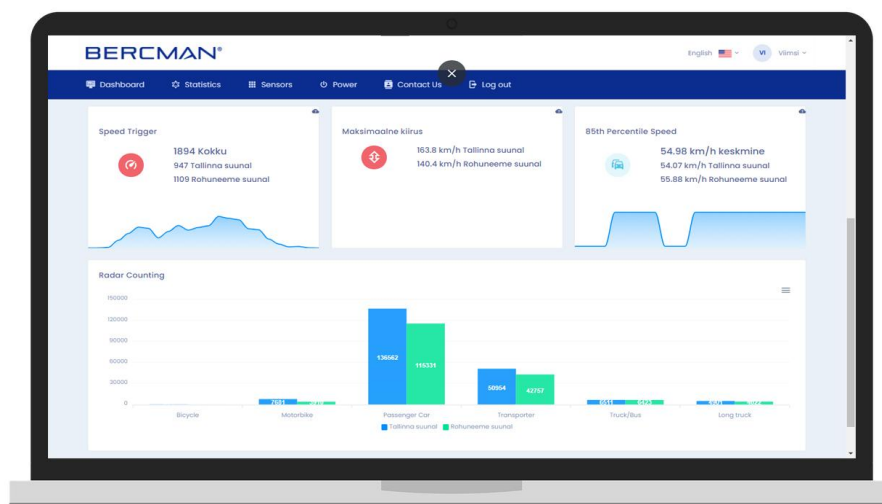 BERCMAN®
English
VI
Viimsi
Dashboard
Statistics
Sensors
Power
Contact Us
Log out
Speed Trigger
1894 Kokku
947 Tallinna suunal
1109 Rohuneeme suunal
Maksimaalne kiirus
163.8 km/h Tallinna suunal
140.4 km/h Rohuneeme suunal
85th Percentile Speed
54.98 km/h keskmine
54.07 km/h Tallinna suunal
55.88 km/h Rohuneeme suunal
Radar Counting
150000
120000
90000
60000
30000
0
136562
115331
50954
42757
Bicycle
Motorbike
Passenger Car
Transporter
Truck/Bus
Long truck
Tallinna suunal
Rohuneeme suunal